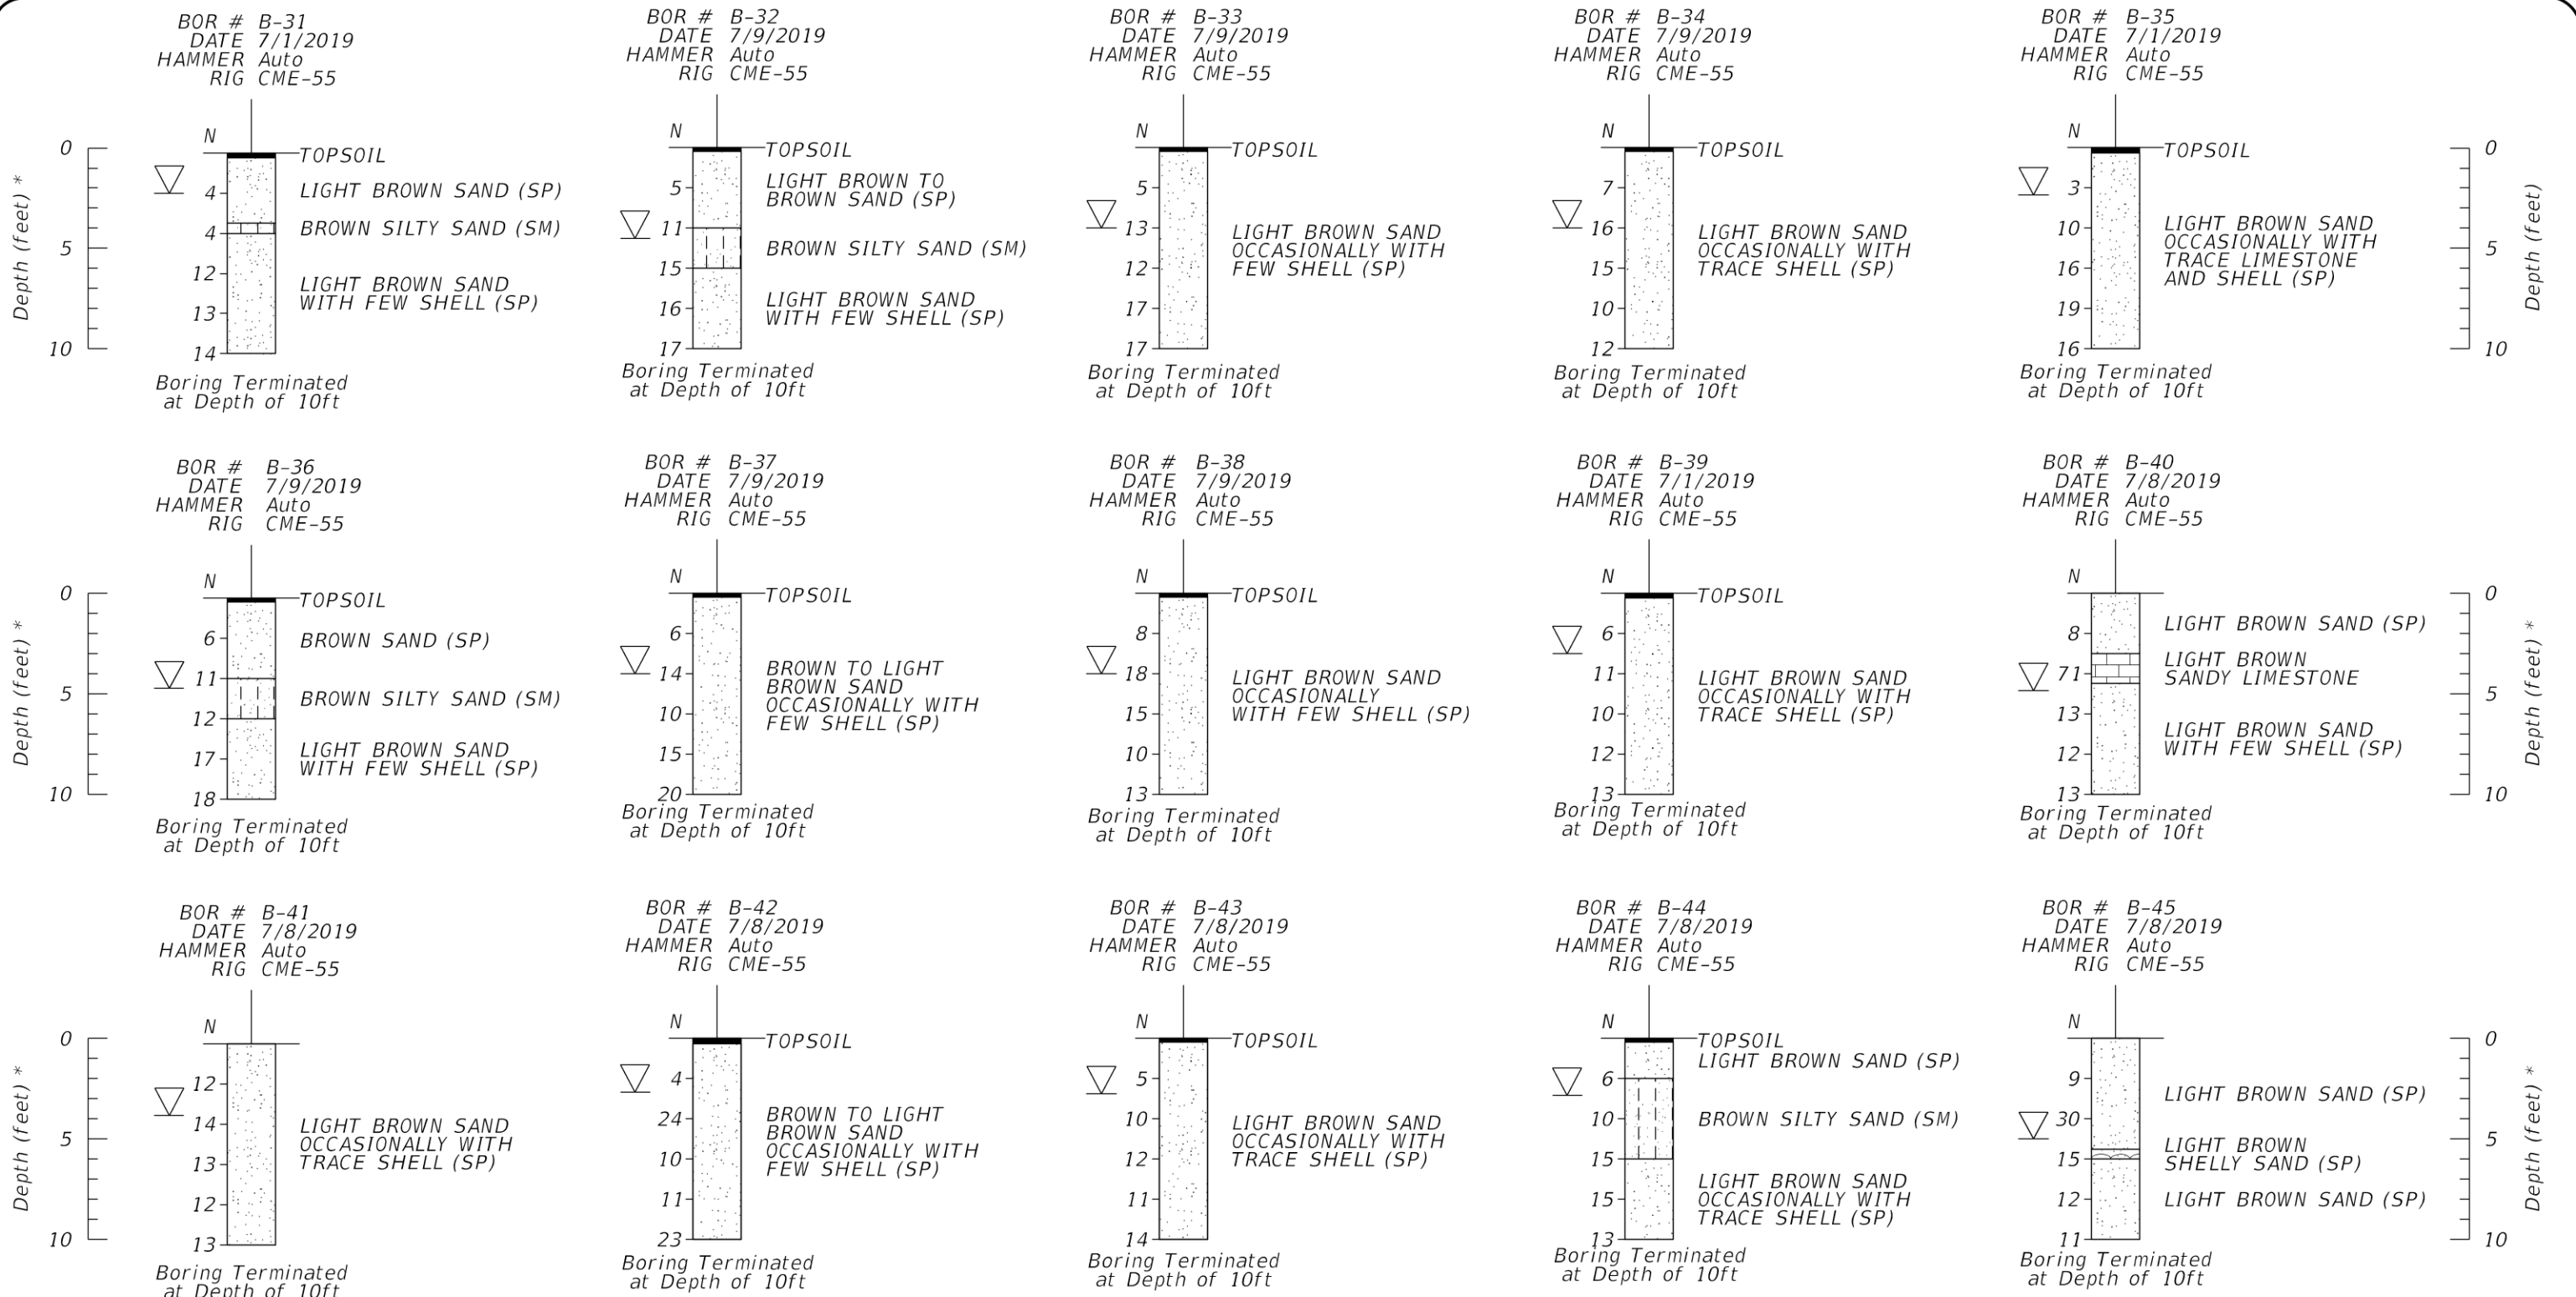 BOR # B-31
DATE 7/1/2019
HAMMER Auto
RIG CME-55
N
TOPSOIL
4
LIGHT BROWN SAND (SP)
BROWN SILTY SAND (SM)
4
12
LIGHT BROWN SAND
WITH FEW SHELL (SP)
13
14
Boring Terminated
at Depth of 10ft
BOR # B-32
DATE 7/9/2019
HAMMER Auto
RIG CME-55
N
TOPSOIL
5
LIGHT BROWN TO
BROWN SAND (SP)
11
BROWN SILTY SAND (SM)
15
LIGHT BROWN SAND
WITH FEW SHELL (SP)
16
17
Boring Terminated
at Depth of 10ft
BOR # B-33
DATE 7/9/2019
HAMMER Auto
RIG CME-55
N
TOPSOIL
5
13
LIGHT BROWN SAND
OCCASIONALLY WITH
FEW SHELL (SP)
12
17
17
Boring Terminated
at Depth of 10ft
BOR # B-34
DATE 7/9/2019
HAMMER Auto
RIG CME-55
N
TOPSOIL
7
16
LIGHT BROWN SAND
OCCASIONALLY WITH
TRACE SHELL (SP)
15
10
12
Boring Terminated
at Depth of 10ft
BOR # B-35
DATE 7/1/2019
HAMMER Auto
RIG CME-55
N
TOPSOIL
3
10
LIGHT BROWN SAND
OCCASIONALLY WITH
TRACE LIMESTONE
AND SHELL (SP)
16
19
16
Boring Terminated
at Depth of 10ft
0
5
10
Depth (feet) *
0
5
10
Depth (feet)
BOR # B-36
DATE 7/9/2019
HAMMER Auto
RIG CME-55
N
TOPSOIL
6
BROWN SAND (SP)
11
BROWN SILTY SAND (SM)
12
LIGHT BROWN SAND
WITH FEW SHELL (SP)
17
18
Boring Terminated
at Depth of 10ft
BOR # B-37
DATE 7/9/2019
HAMMER Auto
RIG CME-55
N
TOPSOIL
6
14
BROWN TO LIGHT
BROWN SAND
OCCASIONALLY WITH
FEW SHELL (SP)
10
15
20
Boring Terminated
at Depth of 10ft
BOR # B-38
DATE 7/9/2019
HAMMER Auto
RIG CME-55
N
TOPSOIL
8
18
LIGHT BROWN SAND
OCCASIONALLY
WITH FEW SHELL (SP)
15
10
13
Boring Terminated
at Depth of 10ft
BOR # B-39
DATE 7/1/2019
HAMMER Auto
RIG CME-55
N
TOPSOIL
6
11
LIGHT BROWN SAND
OCCASIONALLY WITH
TRACE SHELL (SP)
10
12
13
Boring Terminated
at Depth of 10ft
BOR # B-40
DATE 7/8/2019
HAMMER Auto
RIG CME-55
N
8
LIGHT BROWN SAND (SP)
71
LIGHT BROWN
SANDY LIMESTONE
13
LIGHT BROWN SAND
WITH FEW SHELL (SP)
12
13
Boring Terminated
at Depth of 10ft
0
5
10
Depth (feet) *
0
5
10
Depth (feet) *
BOR # B-41
DATE 7/8/2019
HAMMER Auto
RIG CME-55
N
12
14
LIGHT BROWN SAND
OCCASIONALLY WITH
TRACE SHELL (SP)
13
12
13
Boring Terminated
at Depth of 10ft
BOR # B-42
DATE 7/8/2019
HAMMER Auto
RIG CME-55
N
TOPSOIL
4
24
BROWN TO LIGHT
BROWN SAND
OCCASIONALLY WITH
FEW SHELL (SP)
10
11
23
Boring Terminated
at Depth of 10ft
BOR # B-43
DATE 7/8/2019
HAMMER Auto
RIG CME-55
N
TOPSOIL
5
10
LIGHT BROWN SAND
OCCASIONALLY WITH
TRACE SHELL (SP)
12
11
14
Boring Terminated
at Depth of 10ft
BOR # B-44
DATE 7/8/2019
HAMMER Auto
RIG CME-55
N
TOPSOIL
LIGHT BROWN SAND (SP)
6
10
BROWN SILTY SAND (SM)
15
LIGHT BROWN SAND
OCCASIONALLY WITH
TRACE SHELL (SP)
15
13
Boring Terminated
at Depth of 10ft
BOR # B-45
DATE 7/8/2019
HAMMER Auto
RIG CME-55
N
9
LIGHT BROWN SAND (SP)
30
LIGHT BROWN
SHELLY SAND (SP)
15
12
LIGHT BROWN SAND (SP)
11
Boring Terminated
at Depth of 10ft
0
5
10
Depth (feet) *
0
5
10
Depth (feet) *